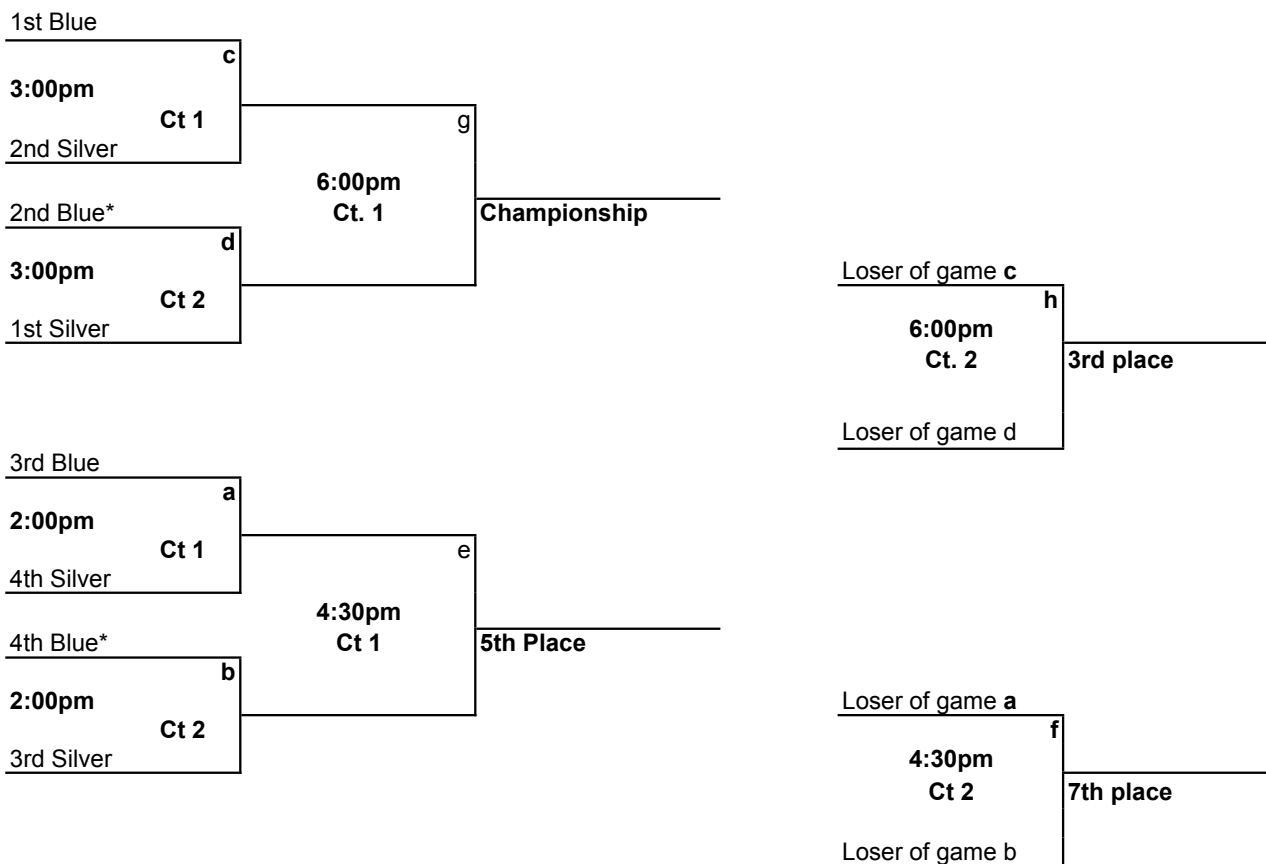 1st Blue
c
3:00pm
Ct 1
2nd Silver
g
6:00pm
Ct. 1
Championship
2nd Blue*
d
3:00pm
Ct 2
1st Silver
Loser of game c
h
6:00pm
Ct. 2
3rd place
Loser of game d
3rd Blue
a
2:00pm
Ct 1
4th Silver
e
4:30pm
Ct 1
5th Place
4th Blue*
b
2:00pm
Ct 2
3rd Silver
Loser of game a
f
4:30pm
Ct 2
7th place
Loser of game b